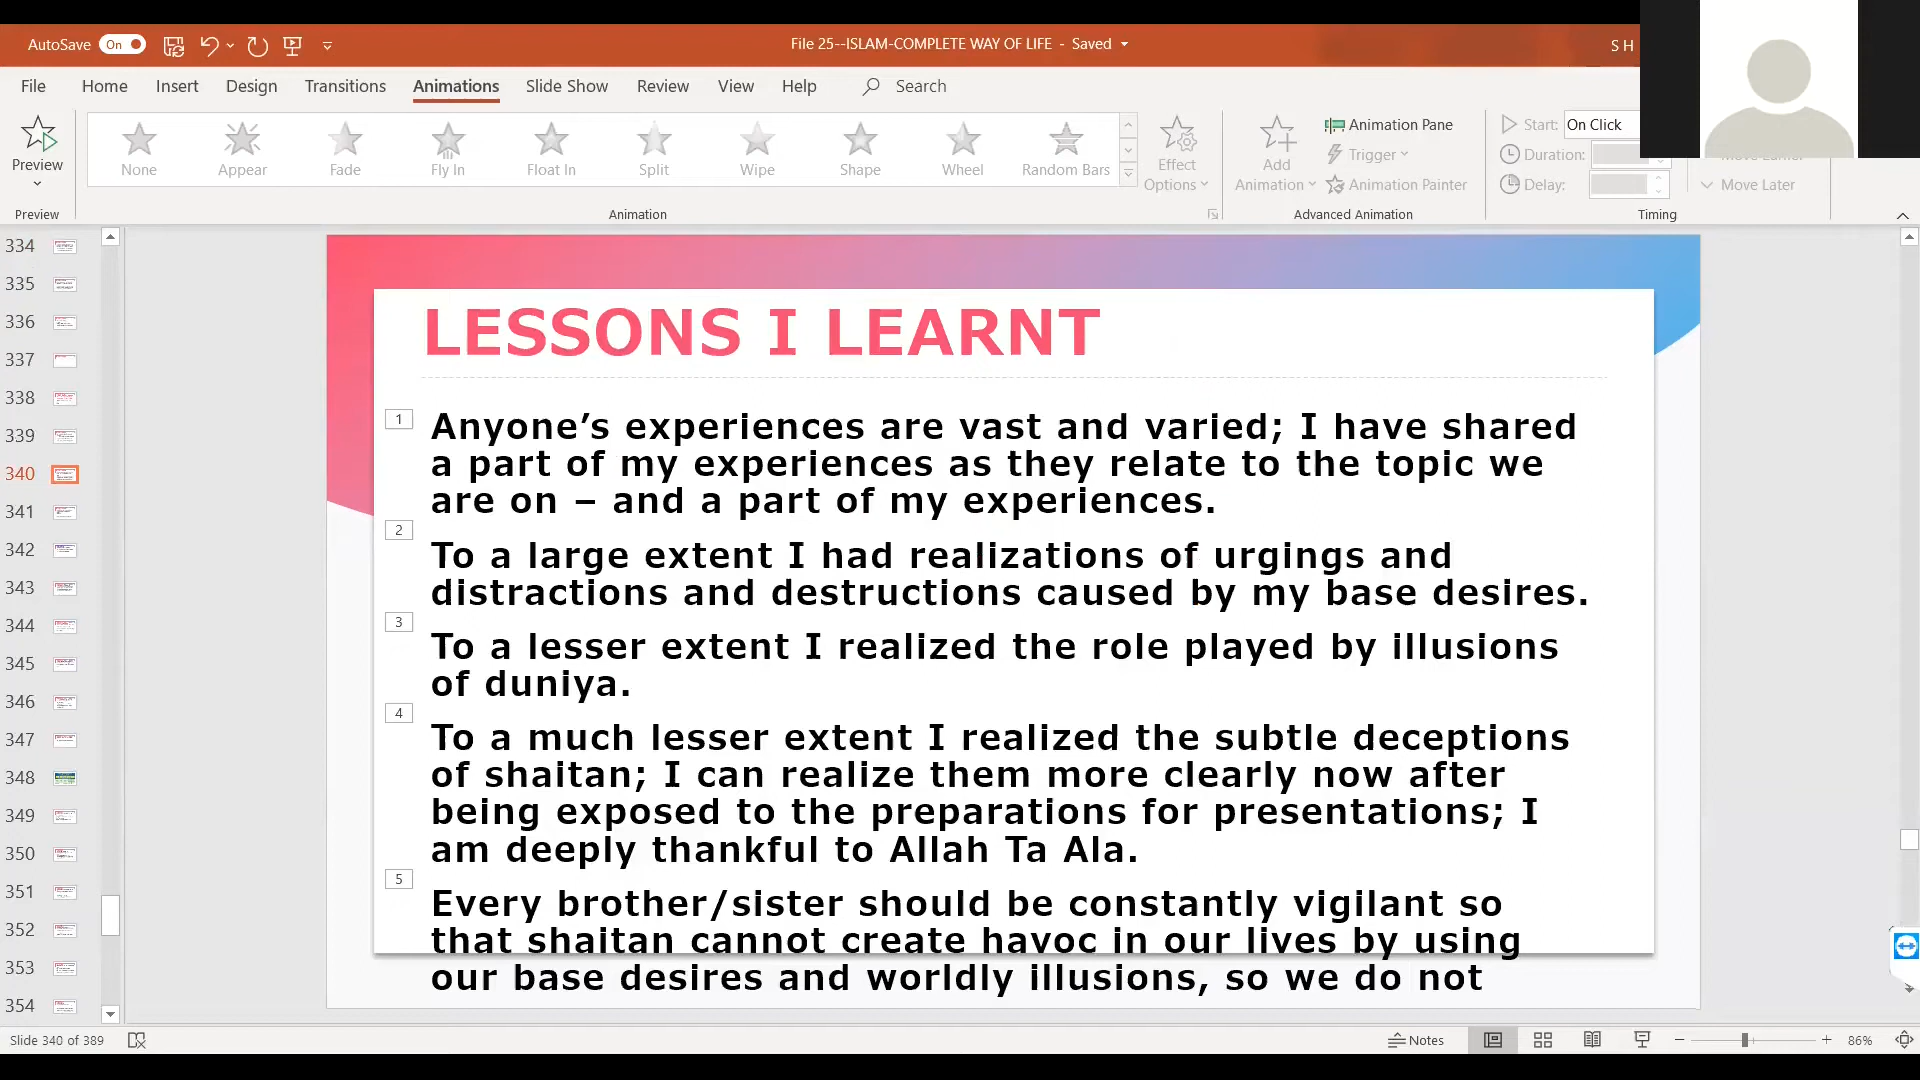 AutoSave On File 25--ISLAM-COMPLETE WAY OF LIFE - Saved S H
File Home Insert Design Transitions Animations Slide Show Review View Help Search
Preview None Appear Fade Fly In Float In Split Wipe Shape Wheel Random Bars Effect Options Add Animation Animation Pane Trigger Animation Painter Start: On Click Duration: Delay: Move Later
Preview Animation Advanced Animation Timing
334
335
336
337
338
339
340
341
342
343
344
345
346
347
348
349
350
351
352
353
354
LESSONS I LEARNT
1
Anyone’s experiences are vast and varied; I have shared
a part of my experiences as they relate to the topic we
are on – and a part of my experiences.
2
To a large extent I had realizations of urgings and
distractions and destructions caused by my base desires.
3
To a lesser extent I realized the role played by illusions
of duniya.
4
To a much lesser extent I realized the subtle deceptions
of shaitan; I can realize them more clearly now after
being exposed to the preparations for presentations; I
am deeply thankful to Allah Ta Ala.
5
Every brother/sister should be constantly vigilant so
that shaitan cannot create havoc in our lives by using
our base desires and worldly illusions, so we do not
Slide 340 of 389 Notes 86%